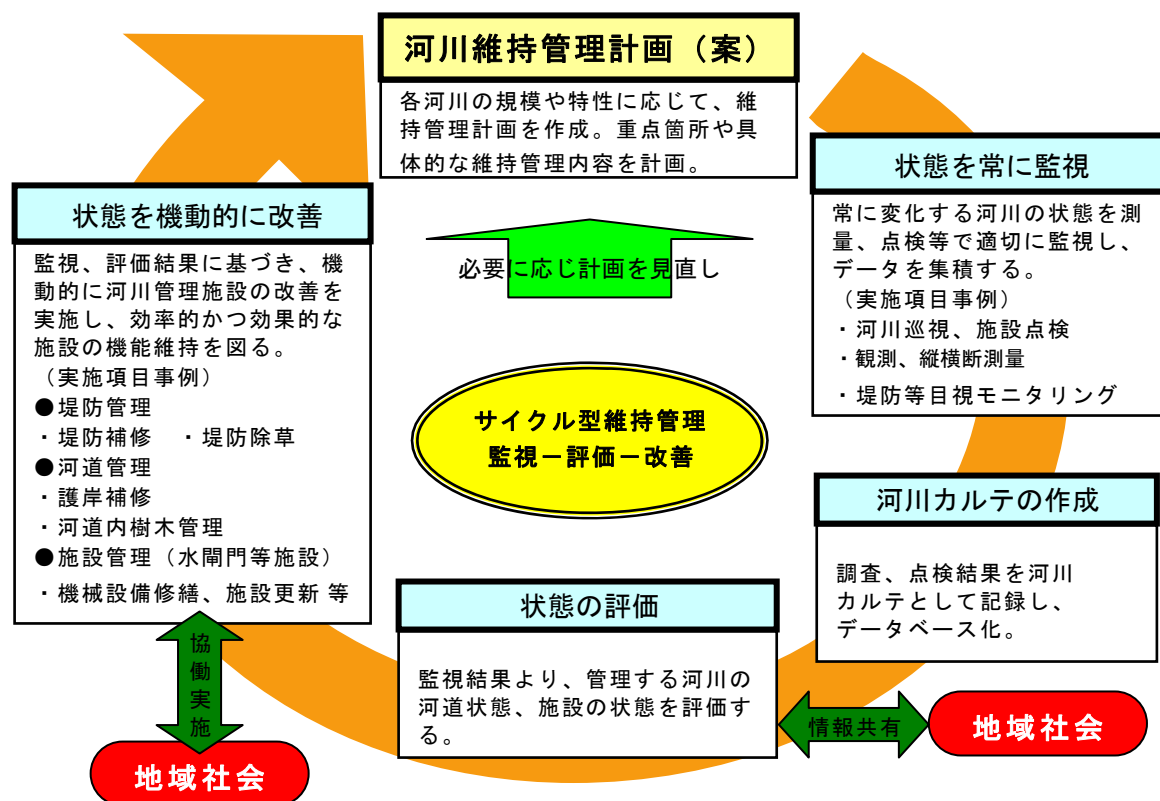 河川維持管理計画（案）
各河川の規模や特性に応じて、維
持管理計画を作成。重点箇所や具
体的な維持管理内容を計画。
状態を常に監視
常に変化する河川の状態を測
量、点検等で適切に監視し、
データを集積する。
（実施項目事例）
・河川巡視、施設点検
・観測、縦横断測量
・堤防等目視モニタリング
河川カルテの作成
調査、点検結果を河川
カルテとして記録し、
データベース化。
状態の評価
監視結果より、管理する河川の
河道状態、施設の状態を評価す
る。
情報共有
地域社会
状態を機動的に改善
監視、評価結果に基づき、機
動的に河川管理施設の改善を
実施し、効率的かつ効果的な
施設の機能維持を図る。
（実施項目事例）
●堤防管理
・堤防補修　・堤防除草
●河道管理
・護岸補修
・河道内樹木管理
●施設管理（水閘門等施設）
・機械設備修繕、施設更新 等
協働実施
地域社会
必要に応じ計画を見直し
サイクル型維持管理
監視－評価－改善